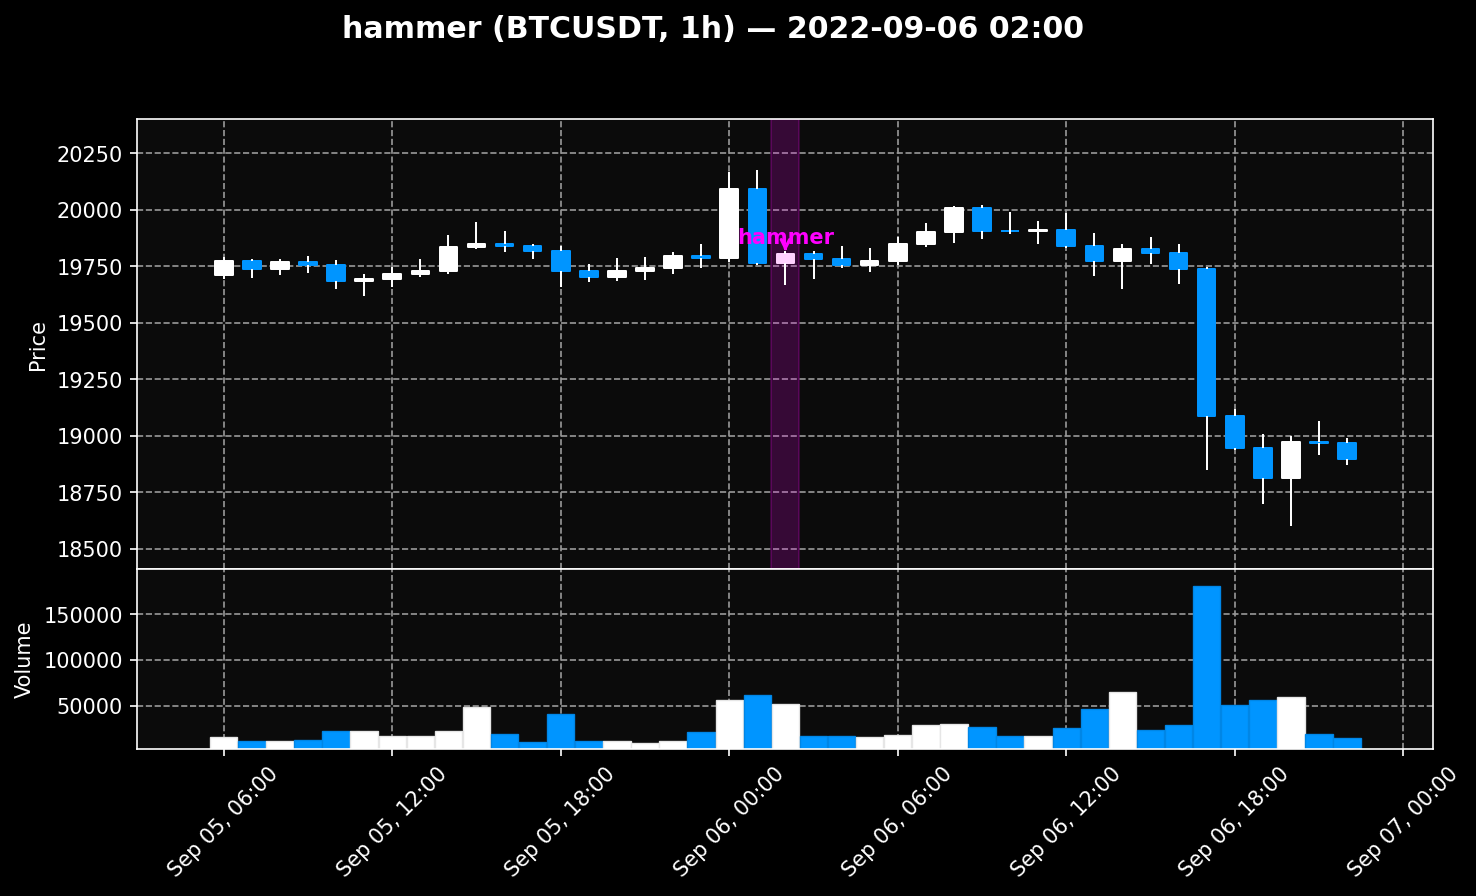 hammer (BTCUSDT, 1h) — 2022-09-06 02:00
20250
20000
hammer
19750
19500
19250
19000
18750
18500
Price
150000
100000
50000
Volume
Sep 05, 06:00
Sep 05, 12:00
Sep 05, 18:00
Sep 06, 00:00
Sep 06, 06:00
Sep 06, 12:00
Sep 06, 18:00
Sep 07, 00:00